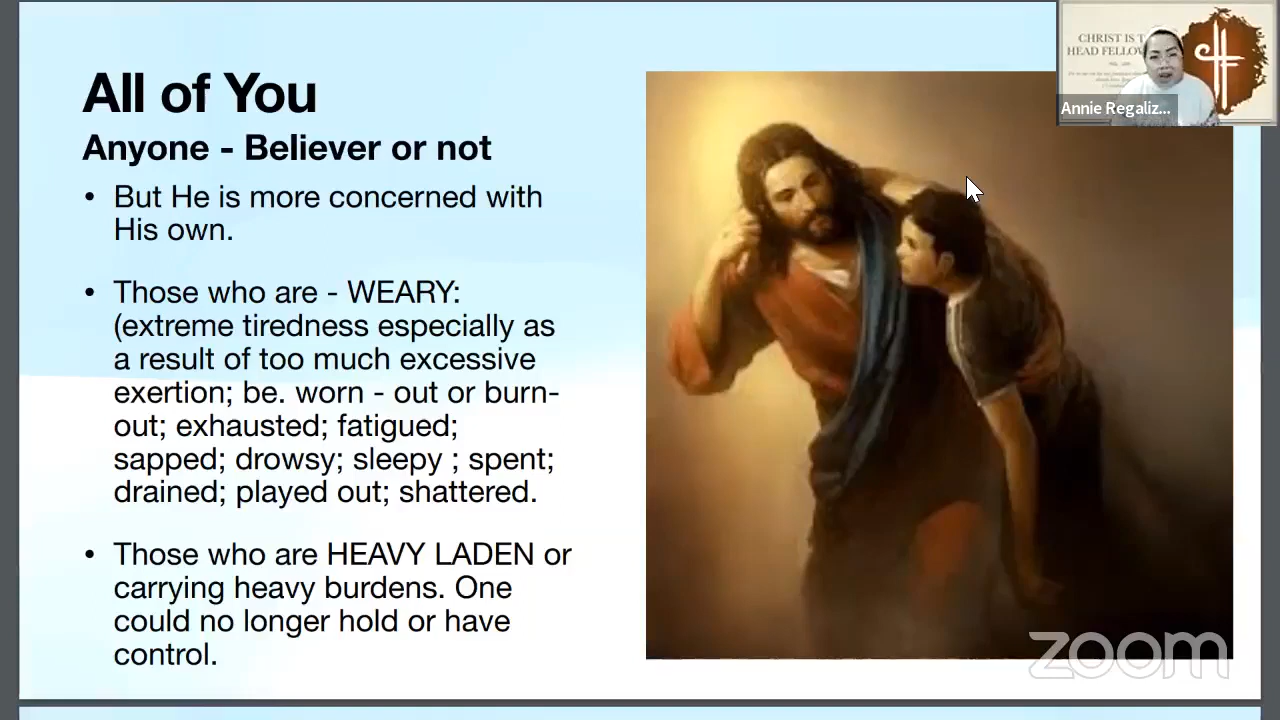 All of You
Anyone - Believer or not
• But He is more concerned with
His own.
• Those who are - WEARY:
(extreme tiredness especially as
a result of too much excessive
exertion; be. worn - out or burn-
out; exhausted; fatigued;
sapped; drowsy; sleepy ; spent;
drained; played out; shattered.
• Those who are HEAVY LADEN or
carrying heavy burdens. One
could no longer hold or have
control.
CHRIST IS T
HEAD FELLOW
Annie Regaliz...
zoom